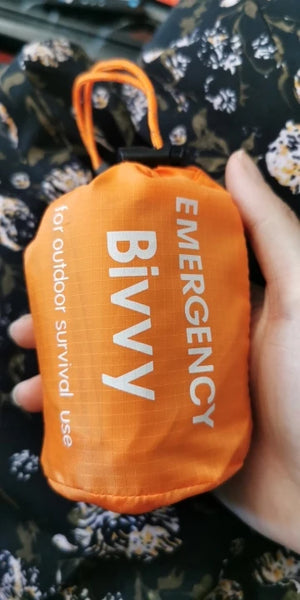 EMERGENCY
Bivvy
for outdoor survival use